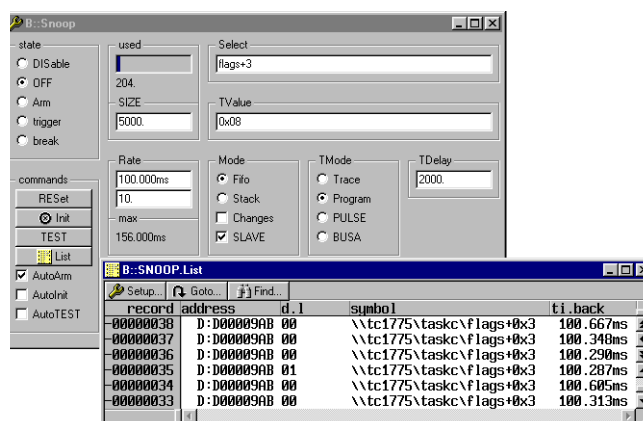 B::Snoop
state
DISable
OFF
Arm
trigger
break
used
204.
SIZE
5000.
Select
flags+3
TValue
0x08
commands
RESet
Init
TEST
List
AutoArm
AutoInit
AutoTEST
Rate
100.000ms
10.
max
156.000ms
Mode
Fifo
Stack
Changes
SLAVE
TMode
Trace
Program
PULSE
BUSA
TDelay
2000.
B::SNOOP.List
Setup... Goto... Find...
record address d.l symbol ti.back
-00000038 D:D00009AB 00 \\tc1775\taskc\flags+0x3 100.667ms
-00000037 D:D00009AB 00 \\tc1775\taskc\flags+0x3 100.348ms
-00000036 D:D00009AB 00 \\tc1775\taskc\flags+0x3 100.290ms
-00000035 D:D00009AB 01 \\tc1775\taskc\flags+0x3 100.287ms
-00000034 D:D00009AB 00 \\tc1775\taskc\flags+0x3 100.605ms
-00000033 D:D00009AB 00 \\tc1775\taskc\flags+0x3 100.313ms